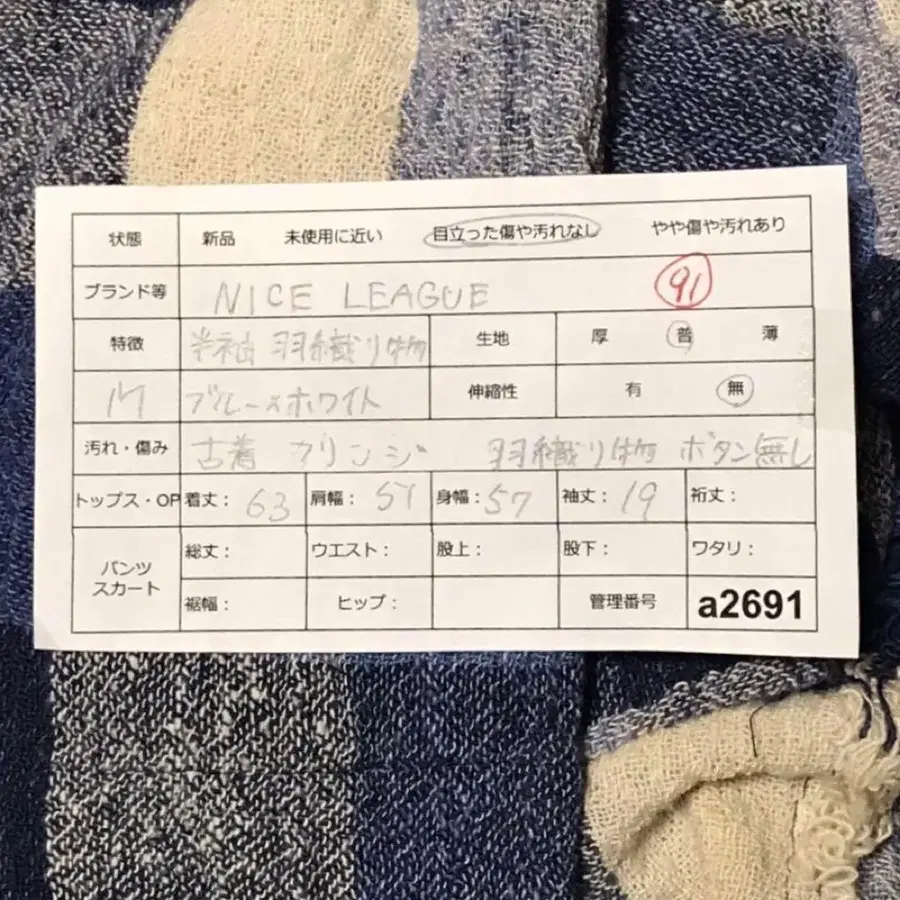 状態 新品 未使用に近い 目立った傷や汚れなし やや傷や汚れあり
ブランド等 NICE LEAGUE 91
特徴 半袖 羽織り物 生地 厚 普 薄
M ブルー×ホワイト 伸縮性 有 無
汚れ・傷み 古着 フリンジ 羽織り物 ボタン無し
トップス・OP 着丈: 63 肩幅: 51 身幅: 57 袖丈: 19 裄丈:
パンツ スカート 総丈: ウエスト: 股上: 股下: ワタリ:
裾幅: ヒップ: 管理番号 a2691